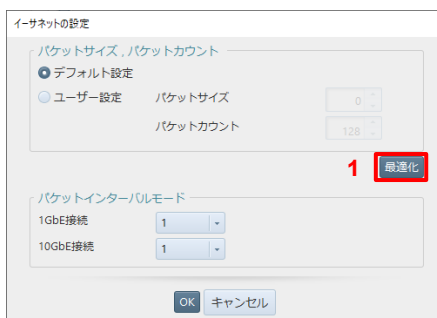 イーサネットの設定
パケットサイズ , パケットカウント
デフォルト設定
ユーザー設定 パケットサイズ 0
パケットカウント 128
1 最適化
パケットインターバルモード
1GbE接続 1
10GbE接続 1
OK キャンセル